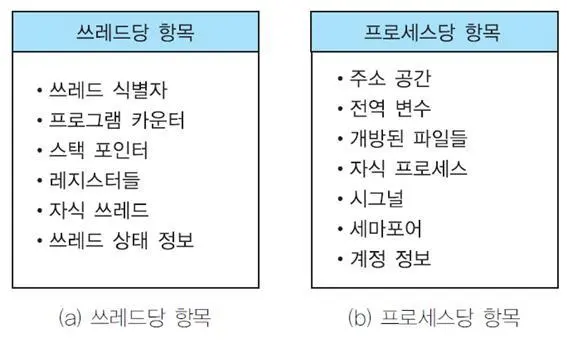 쓰레드당 항목
• 쓰레드 식별자
• 프로그램 카운터
• 스택 포인터
• 레지스터들
• 자식 쓰레드
• 쓰레드 상태 정보
(a) 쓰레드당 항목
프로세스당 항목
• 주소 공간
• 전역 변수
• 개방된 파일들
• 자식 프로세스
• 시그널
• 세마포어
• 계정 정보
(b) 프로세스당 항목